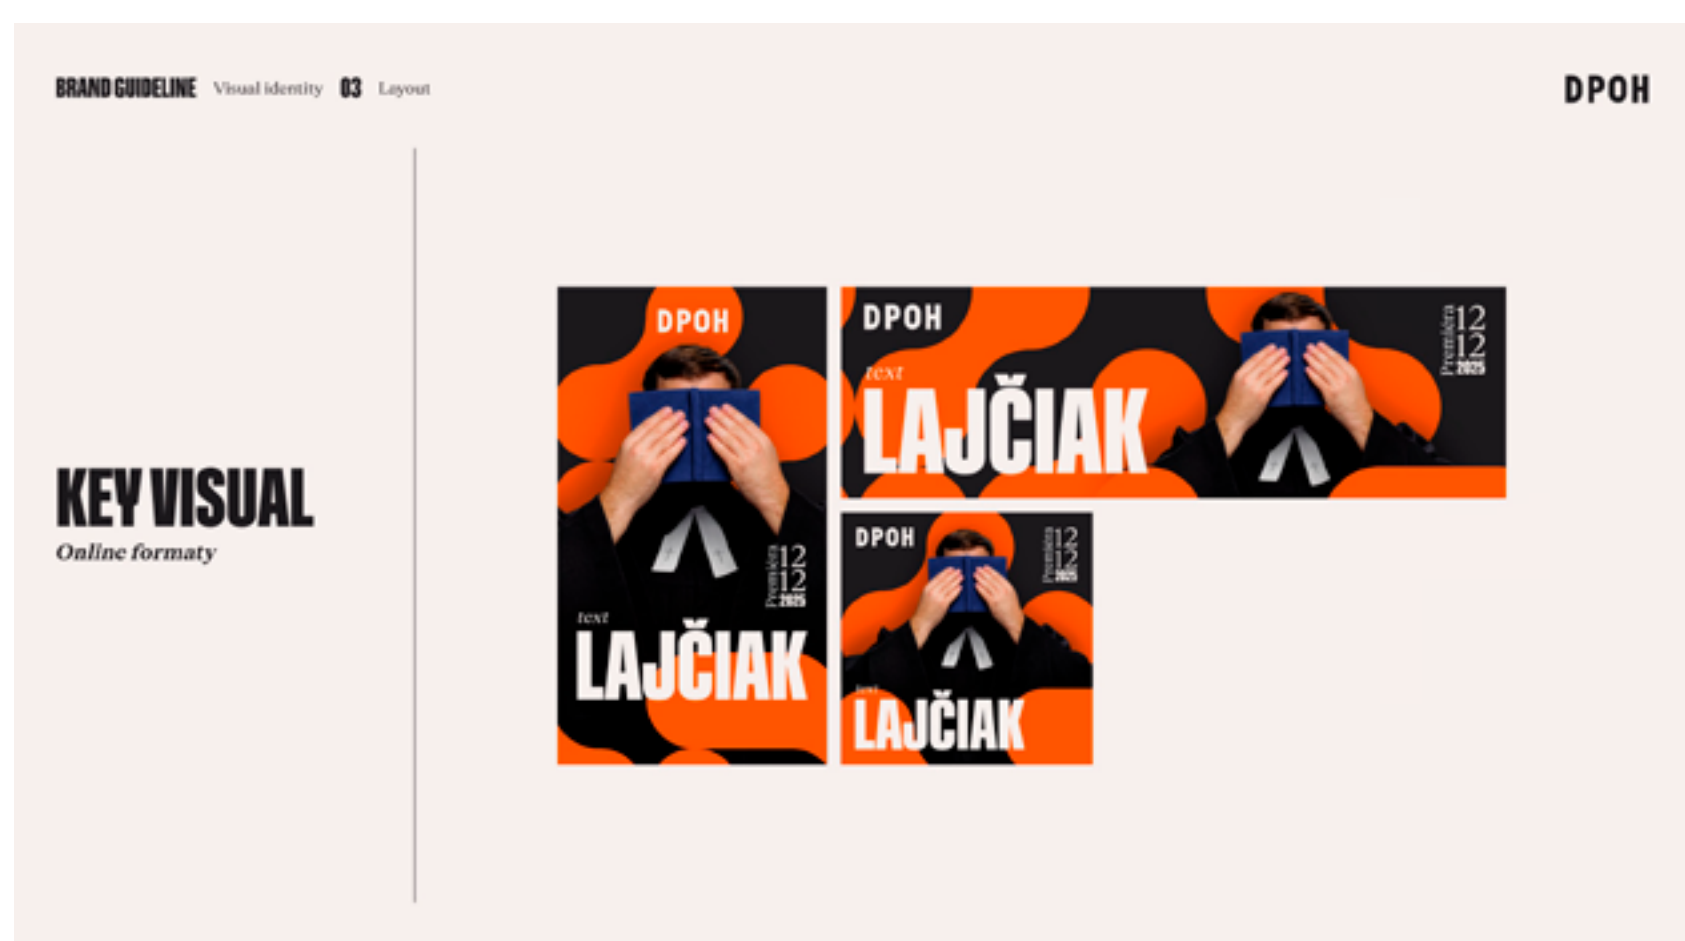 BRAND GUIDELINE Visual identity 03 Layout
DPOH
KEY VISUAL
Online formaty
DPOH
Premiéra
12
12
2025
text
LAJČIAK
DPOH
text
LAJČIAK
Premiéra
12
12
2025
DPOH
Premiéra
12
12
2025
text
LAJČIAK